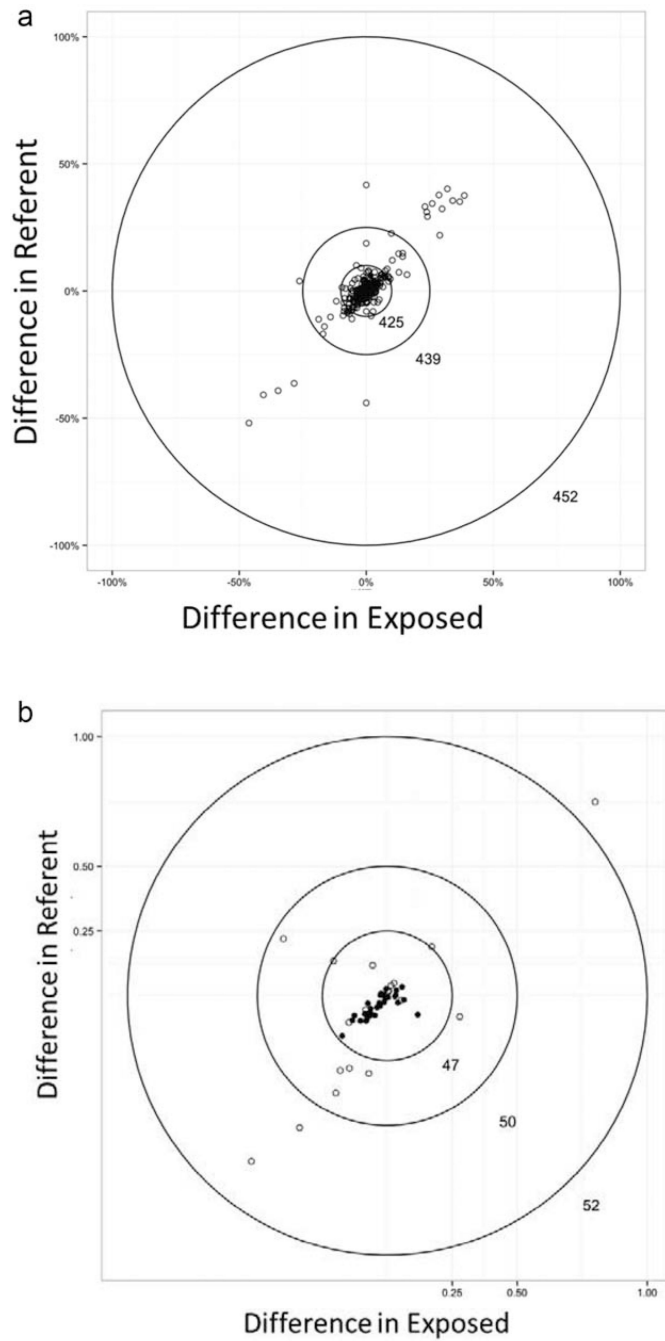 a
100%
50%
0%
-50%
-100%
Difference in Referent
425
439
452
-100% -50% 0% 50% 100%
Difference in Exposed
b
1.00
0.50
0.25
Difference in Referent
47
50
52
0.25 0.50 1.00
Difference in Exposed